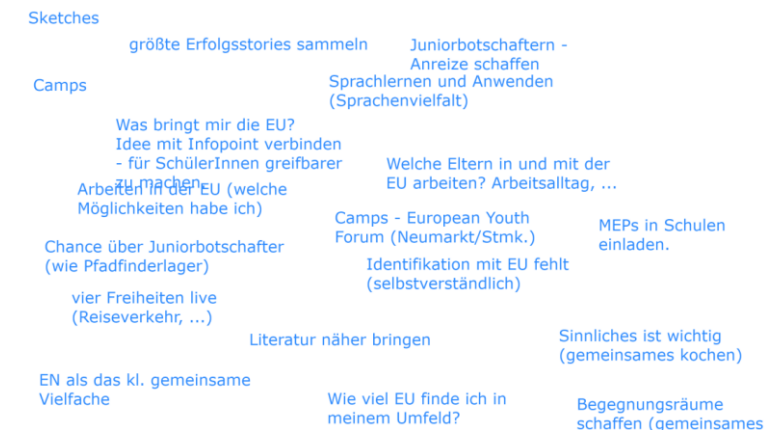 Sketches
größte Erfolgsstories sammeln
Juniorbotschaftern -
Anreize schaffen
Camps
Sprachlernen und Anwenden
(Sprachenvielfalt)
Was bringt mir die EU?
Idee mit Infopoint verbinden
- für SchülerInnen greifbarer
zu machen.
Welche Eltern in und mit der
EU arbeiten? Arbeitsalltag, ...
Arbeiten in der EU (welche
Möglichkeiten habe ich)
Camps - European Youth
Forum (Neumarkt/Stmk.)
MEPs in Schulen
einladen.
Chance über Juniorbotschafter
(wie Pfadfinderlager)
Identifikation mit EU fehlt
(selbstverständlich)
vier Freiheiten live
(Reiseverkehr, ...)
Literatur näher bringen
Sinnliches ist wichtig
(gemeinsames kochen)
EN als das kl. gemeinsame
Vielfache
Wie viel EU finde ich in
meinem Umfeld?
Begegnungsräume
schaffen (gemeinsames